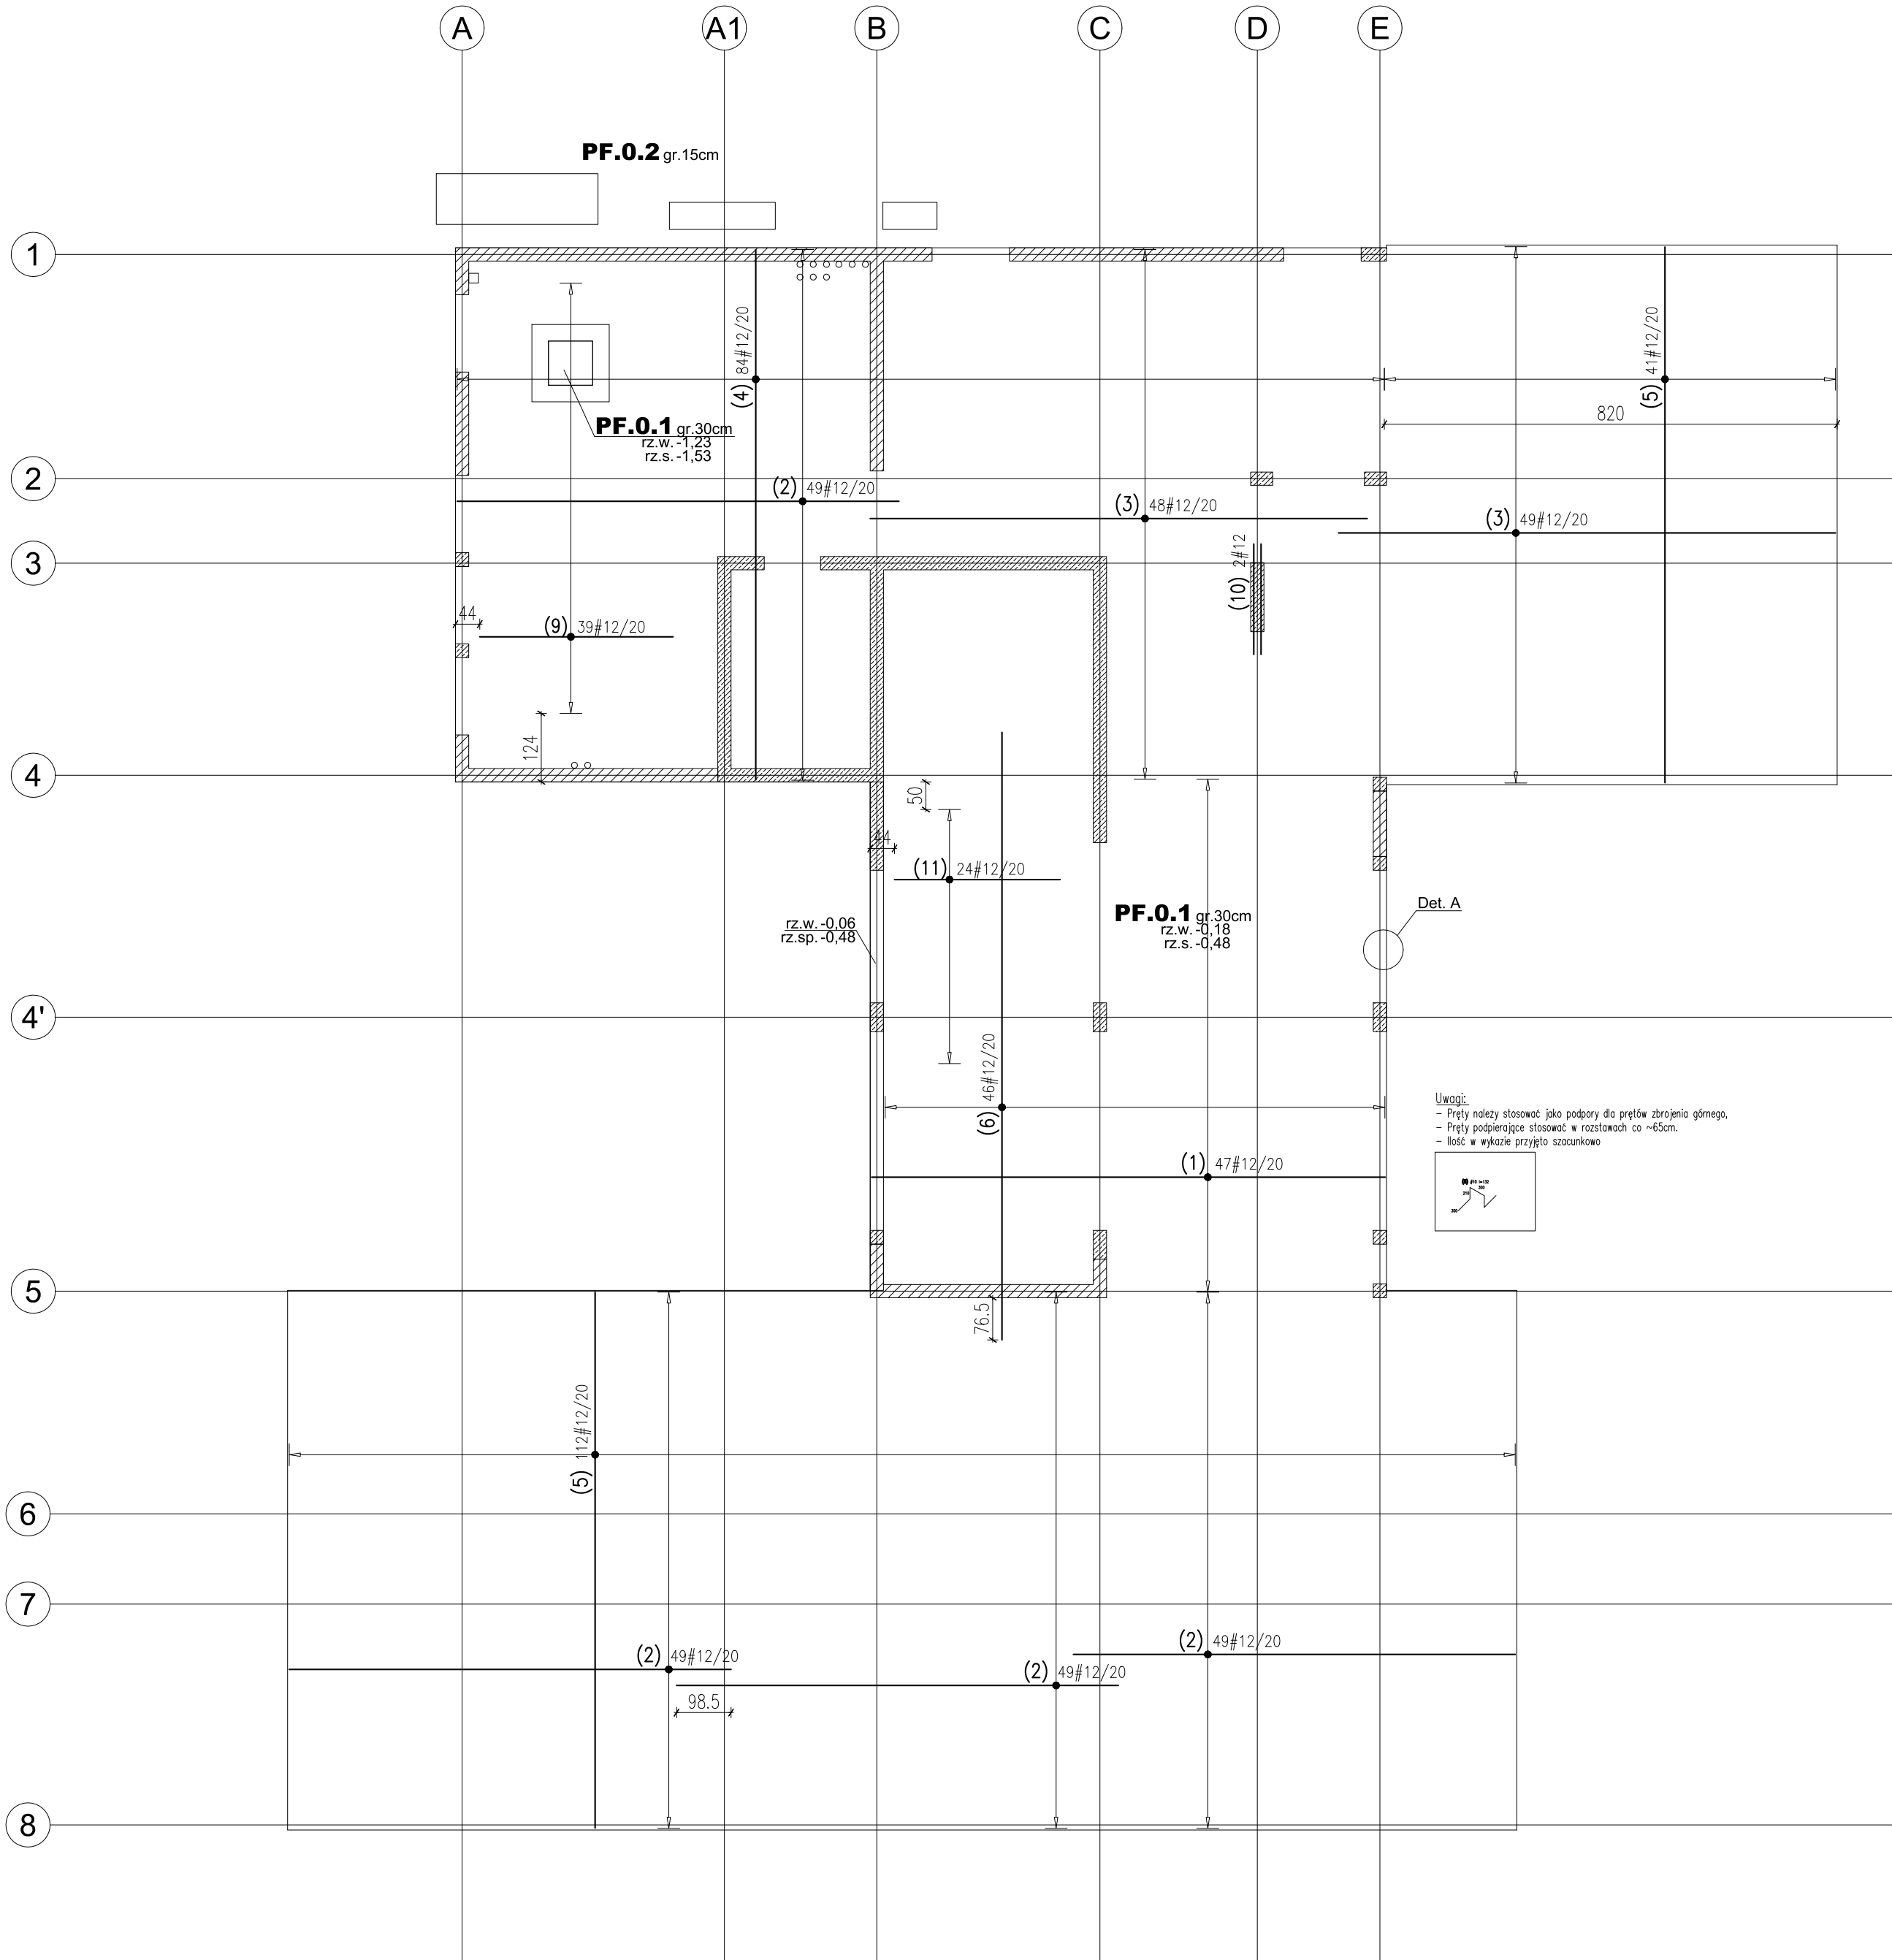 A
A1
B
C
D
E
PF.0.2 gr.15cm
1
84#12/20
(4)
41#12/20
(5)
820
PF.0.1 gr.30cm
rz.w. -1,23
rz.s. -1,53
2
(2) 49#12/20
(3) 48#12/20
(3) 49#12/20
2#12
(10)
3
44
(9) 39#12/20
124
4
50
44
(11) 24#12/20
PF.0.1 gr.30cm
rz.w. -0,18
rz.s. -0,48
Det. A
rz.w. -0,06
rz.sp. -0,48
4'
46#12/20
(6)
Uwagi:
- Pręty należy stosować jako podpory dla prętów zbrojenia górnego,
- Pręty podpierające stosować w rozstawach co ~65cm.
- Ilość w wykazie przyjęto szacunkowo
(1) 47#12/20
300
210
300
5
76.5
112#12/20
(5)
6
7
(2) 49#12/20
(2) 49#12/20
(2) 49#12/20
98.5
8